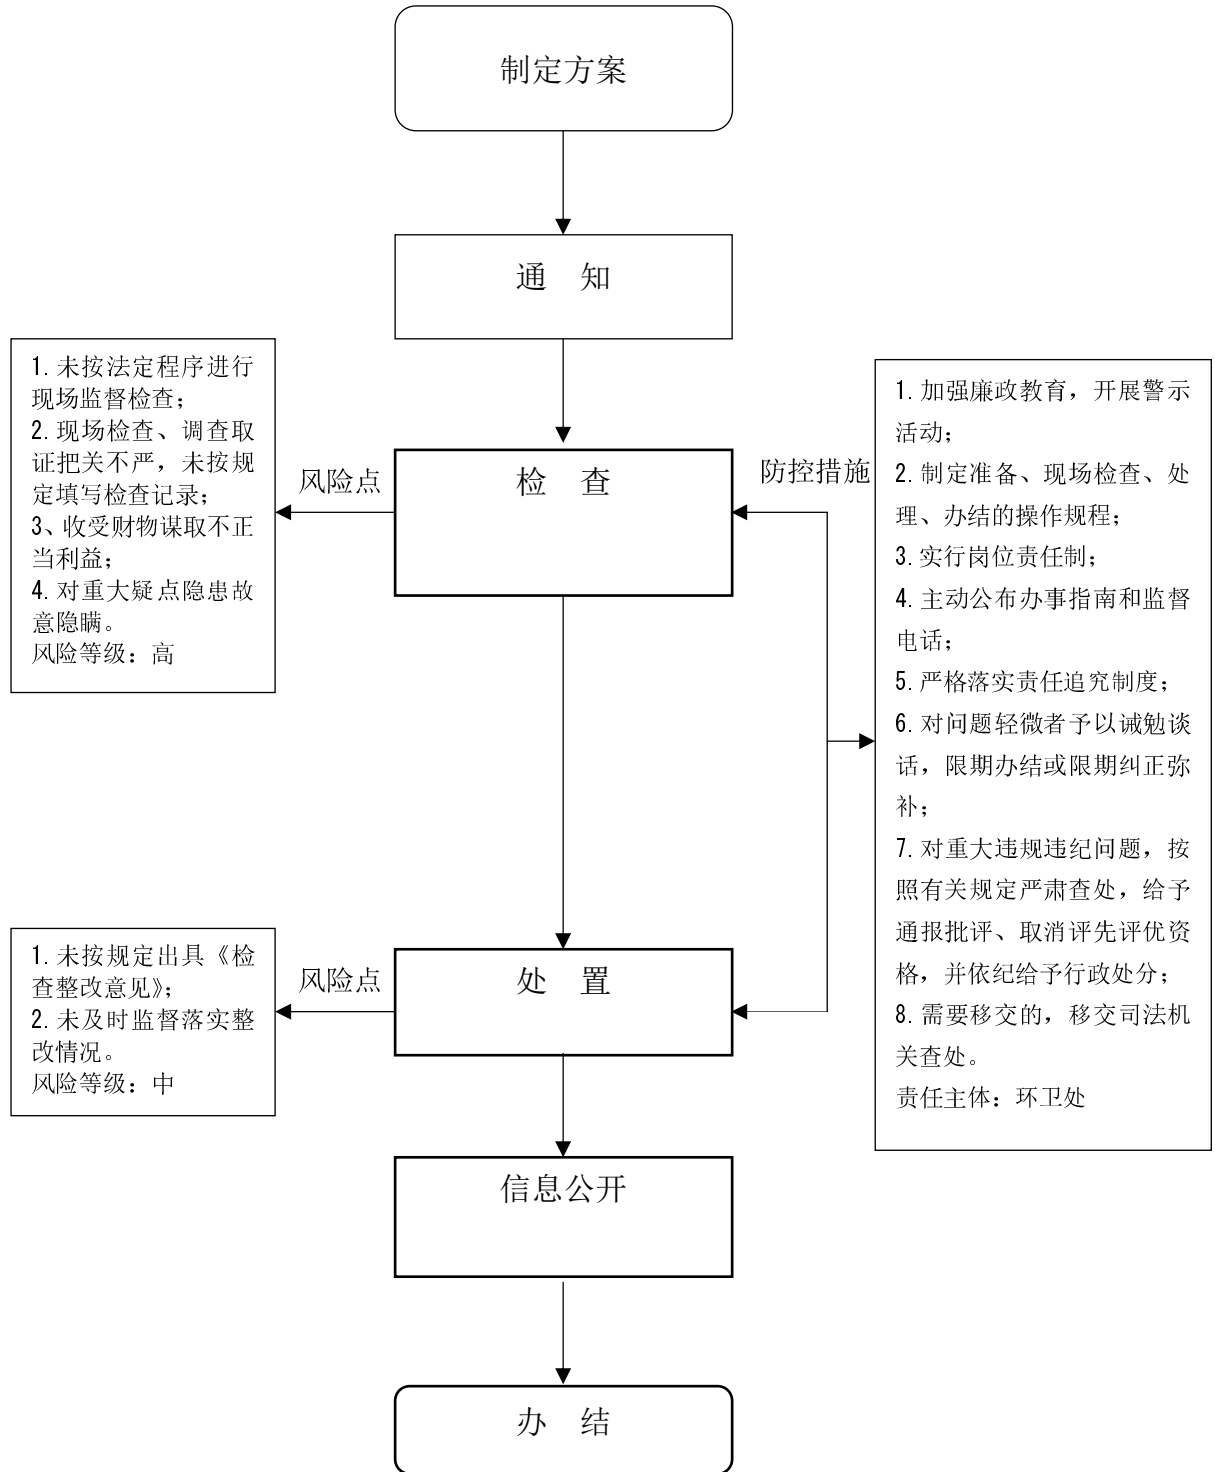 制定方案
通 知
1. 未按法定程序进行
现场监督检查；
2. 现场检查、调查取
证把关不严，未按规
定填写检查记录；
3、收受财物谋取不正
当利益；
4. 对重大疑点隐患故
意隐瞒。
风险等级：高
风险点
检 查
防控措施
1. 加强廉政教育，开展警示
活动；
2. 制定准备、现场检查、处
理、办结的操作规程；
3. 实行岗位责任制；
4. 主动公布办事指南和监督
电话；
5. 严格落实责任追究制度；
6. 对问题轻微者予以诫勉谈
话，限期办结或限期纠正弥
补；
7. 对重大违规违纪问题，按
照有关规定严肃查处，给予
通报批评、取消评先评优资
格，并依纪给予行政处分；
8. 需要移交的，移交司法机
关查处。
责任主体：环卫处
1. 未按规定出具《检
查整改意见》；
2. 未及时监督落实整
改情况。
风险等级：中
风险点
处 置
信息公开
办 结